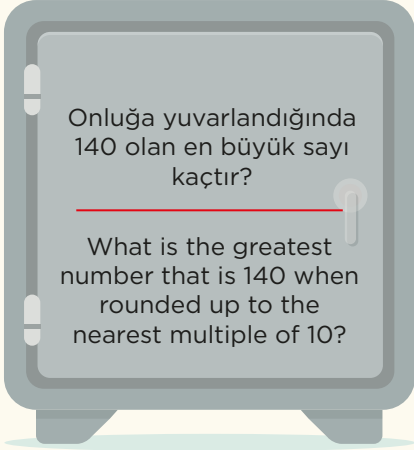 Onluğa yuvarlandığında
140 olan en büyük sayı
kaçtır?
What is the greatest
number that is 140 when
rounded up to the
nearest multiple of 10?